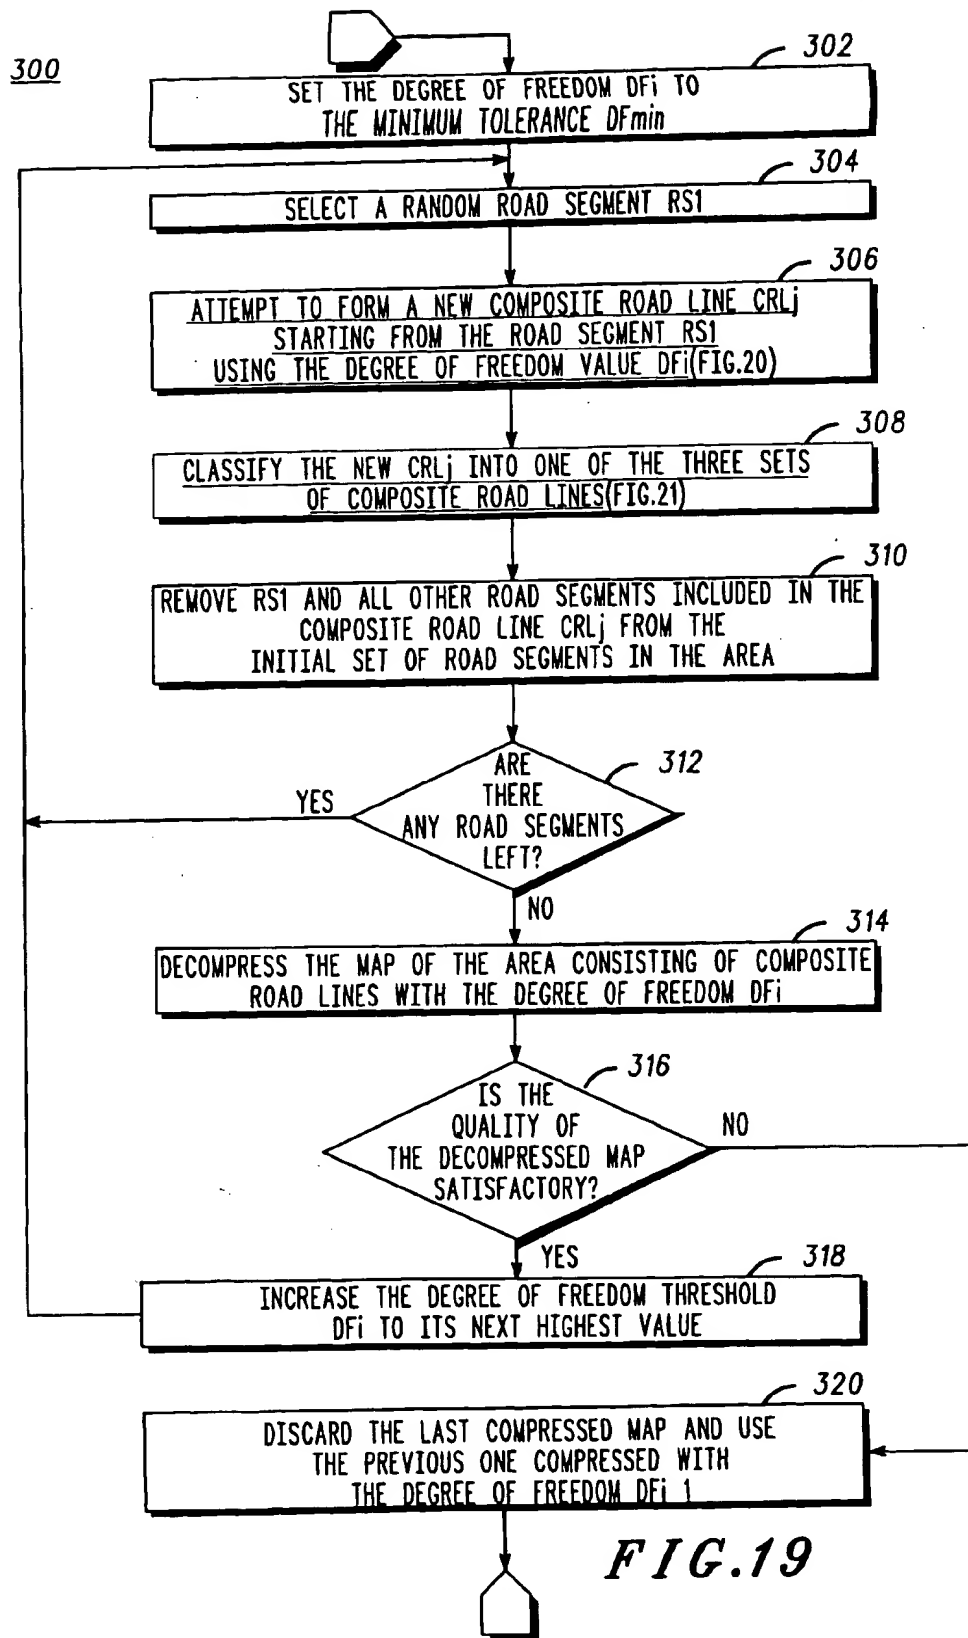 300
302
SET THE DEGREE OF FREEDOM DFi TO
THE MINIMUM TOLERANCE DFmin
304
SELECT A RANDOM ROAD SEGMENT RS1
306
ATTEMPT TO FORM A NEW COMPOSITE ROAD LINE CRLj
STARTING FROM THE ROAD SEGMENT RS1
USING THE DEGREE OF FREEDOM VALUE DFi(FIG.20)
308
CLASSIFY THE NEW CRLj INTO ONE OF THE THREE SETS
OF COMPOSITE ROAD LINES(FIG.21)
310
REMOVE RS1 AND ALL OTHER ROAD SEGMENTS INCLUDED IN THE
COMPOSITE ROAD LINE CRLj FROM THE
INITIAL SET OF ROAD SEGMENTS IN THE AREA
312
ARE
THERE
ANY ROAD SEGMENTS
LEFT?
YES
NO
314
DECOMPRESS THE MAP OF THE AREA CONSISTING OF COMPOSITE
ROAD LINES WITH THE DEGREE OF FREEDOM DFi
316
IS THE
QUALITY OF
THE DECOMPRESSED MAP
SATISFACTORY?
NO
YES
318
INCREASE THE DEGREE OF FREEDOM THRESHOLD
DFi TO ITS NEXT HIGHEST VALUE
320
DISCARD THE LAST COMPRESSED MAP AND USE
THE PREVIOUS ONE COMPRESSED WITH
THE DEGREE OF FREEDOM DFi 1
FIG.19